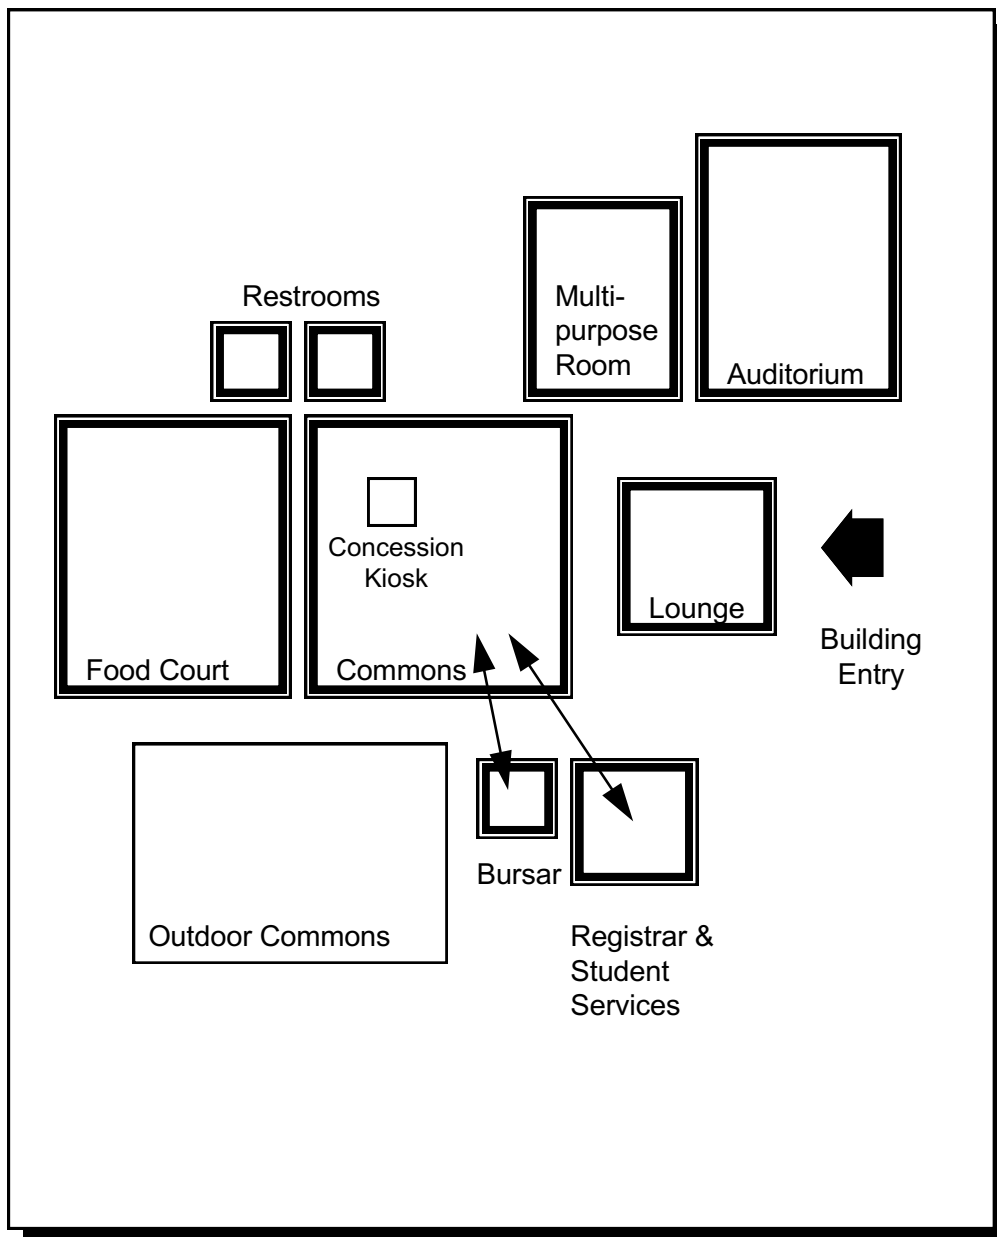 Restrooms
Multi-
purpose
Room
Auditorium
Concession
Kiosk
Lounge
Building
Entry
Food Court
Commons
Bursar
Outdoor Commons
Registrar &
Student
Services